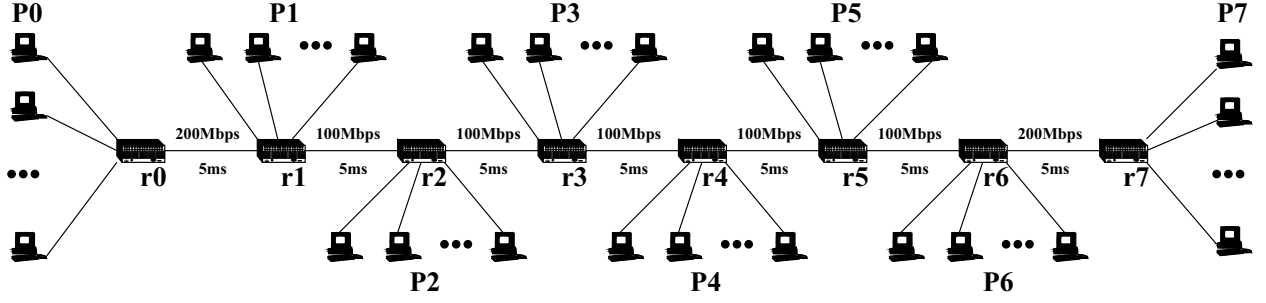 P0 P1 P3 P5 P7
200Mbps 100Mbps 100Mbps 100Mbps 100Mbps 100Mbps 200Mbps
5ms 5ms 5ms 5ms 5ms 5ms 5ms
r0 r1 r2 r3 r4 r5 r6 r7
P2 P4 P6